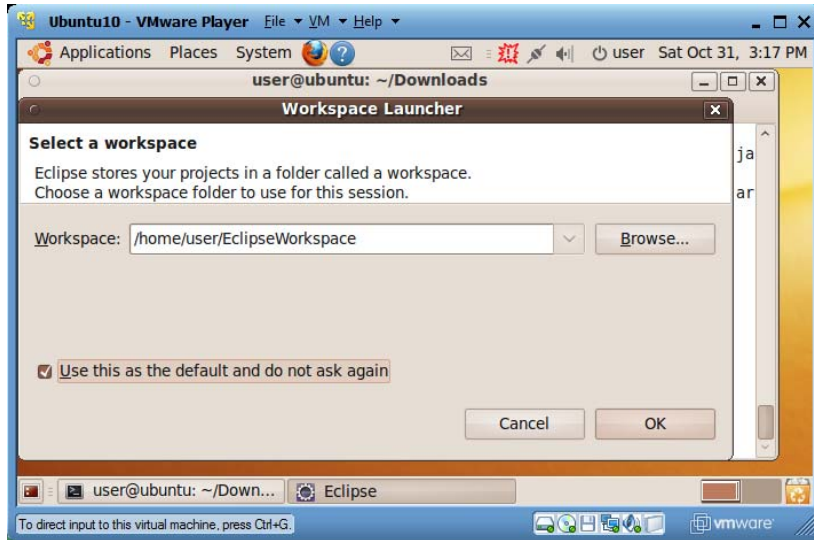 Ubuntu10 - VMware Player File VM Help
Applications Places System user Sat Oct 31, 3:17 PM
user@ubuntu: ~/Downloads
Workspace Launcher
Select a workspace
Eclipse stores your projects in a folder called a workspace.
Choose a workspace folder to use for this session.
ja
ar
Workspace: /home/user/EclipseWorkspace Browse...
Use this as the default and do not ask again
Cancel OK
user@ubuntu: ~/Down... Eclipse
To direct input to this virtual machine, press Ctrl+G. vmware